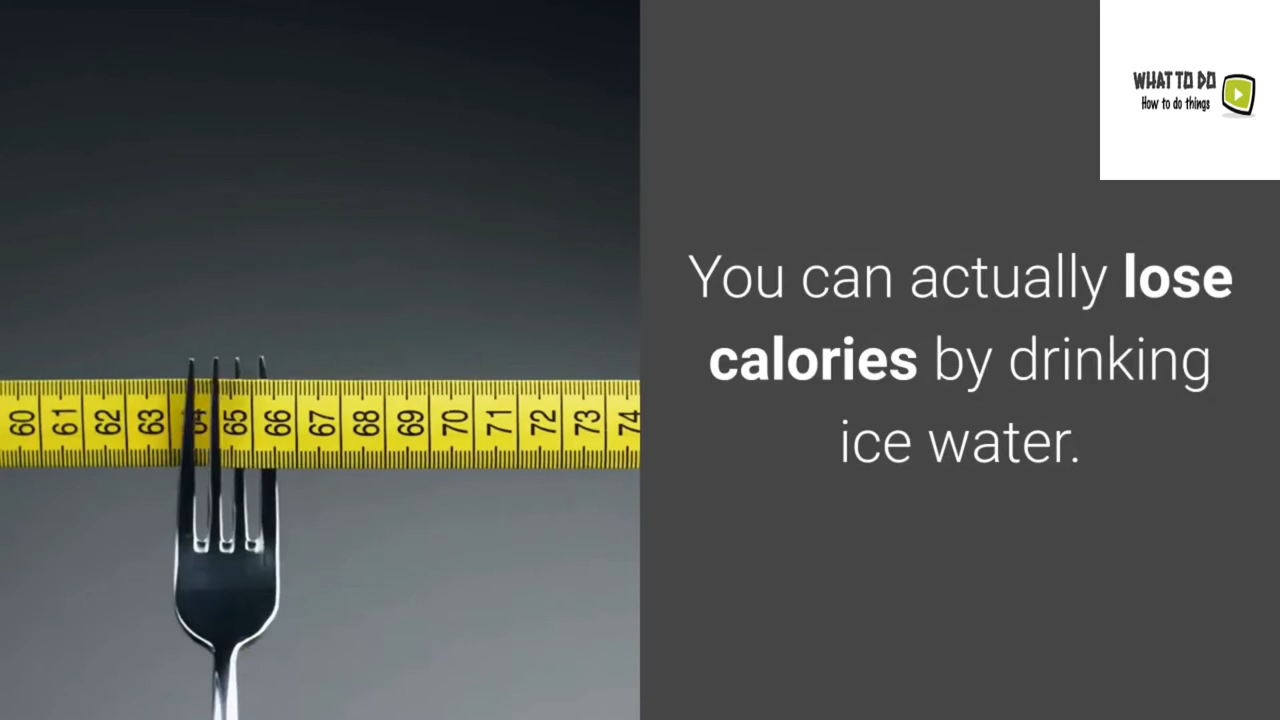 WHAT TO DO
How to do things
You can actually lose
calories by drinking
ice water.
60 61 62 63 64 65 66 67 68 69 70 71 72 73 74